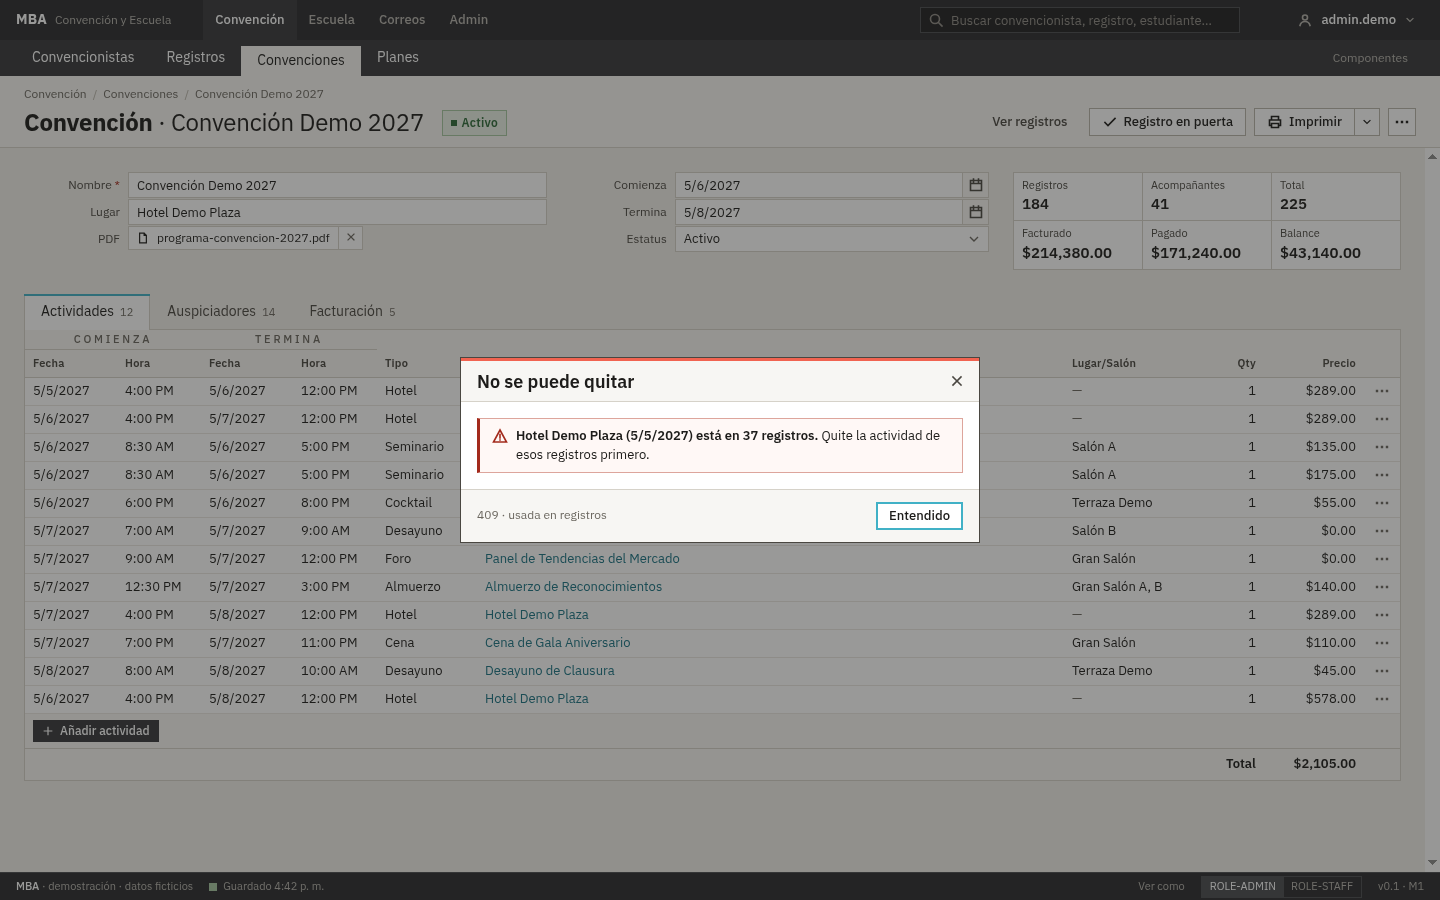 MBA Convención y Escuela Convención Escuela Correos Admin Buscar convencionista, registro, estudiante... admin.demo
Convencionistas Registros Convenciones Planes Componentes
Convención / Convenciones / Convención Demo 2027
Convención · Convención Demo 2027 Activo Ver registros Registro en puerta Imprimir
Nombre * Convención Demo 2027
Lugar Hotel Demo Plaza
PDF programa-convencion-2027.pdf
Comienza 5/6/2027
Termina 5/8/2027
Estatus Activo
Registros Acompañantes Total
184 41 225
Facturado Pagado Balance
$214,380.00 $171,240.00 $43,140.00
Actividades 12 Auspiciadores 14 Facturación 5
COMIENZA TERMINA
Fecha Hora Fecha Hora Tipo Lugar/Salón Qty Precio
5/5/2027 4:00 PM 5/6/2027 12:00 PM Hotel — 1 $289.00
5/6/2027 4:00 PM 5/7/2027 12:00 PM Hotel — 1 $289.00
5/6/2027 8:30 AM 5/6/2027 5:00 PM Seminario Salón A 1 $135.00
5/6/2027 8:30 AM 5/6/2027 5:00 PM Seminario Salón A 1 $175.00
5/6/2027 6:00 PM 5/6/2027 8:00 PM Cocktail Terraza Demo 1 $55.00
5/7/2027 7:00 AM 5/7/2027 9:00 AM Desayuno Salón B 1 $0.00
5/7/2027 9:00 AM 5/7/2027 12:00 PM Foro Panel de Tendencias del Mercado Gran Salón 1 $0.00
5/7/2027 12:30 PM 5/7/2027 3:00 PM Almuerzo Almuerzo de Reconocimientos Gran Salón A, B 1 $140.00
5/7/2027 4:00 PM 5/8/2027 12:00 PM Hotel Hotel Demo Plaza — 1 $289.00
5/7/2027 7:00 PM 5/7/2027 11:00 PM Cena Cena de Gala Aniversario Gran Salón 1 $110.00
5/8/2027 8:00 AM 5/8/2027 10:00 AM Desayuno Desayuno de Clausura Terraza Demo 1 $45.00
5/6/2027 4:00 PM 5/8/2027 12:00 PM Hotel Hotel Demo Plaza — 1 $578.00
Añadir actividad
Total $2,105.00
No se puede quitar
Hotel Demo Plaza (5/5/2027) está en 37 registros. Quite la actividad de
esos registros primero.
409 · usada en registros Entendido
MBA · demostración · datos ficticios Guardado 4:42 p. m. Ver como ROLE-ADMIN ROLE-STAFF v0.1 · M1